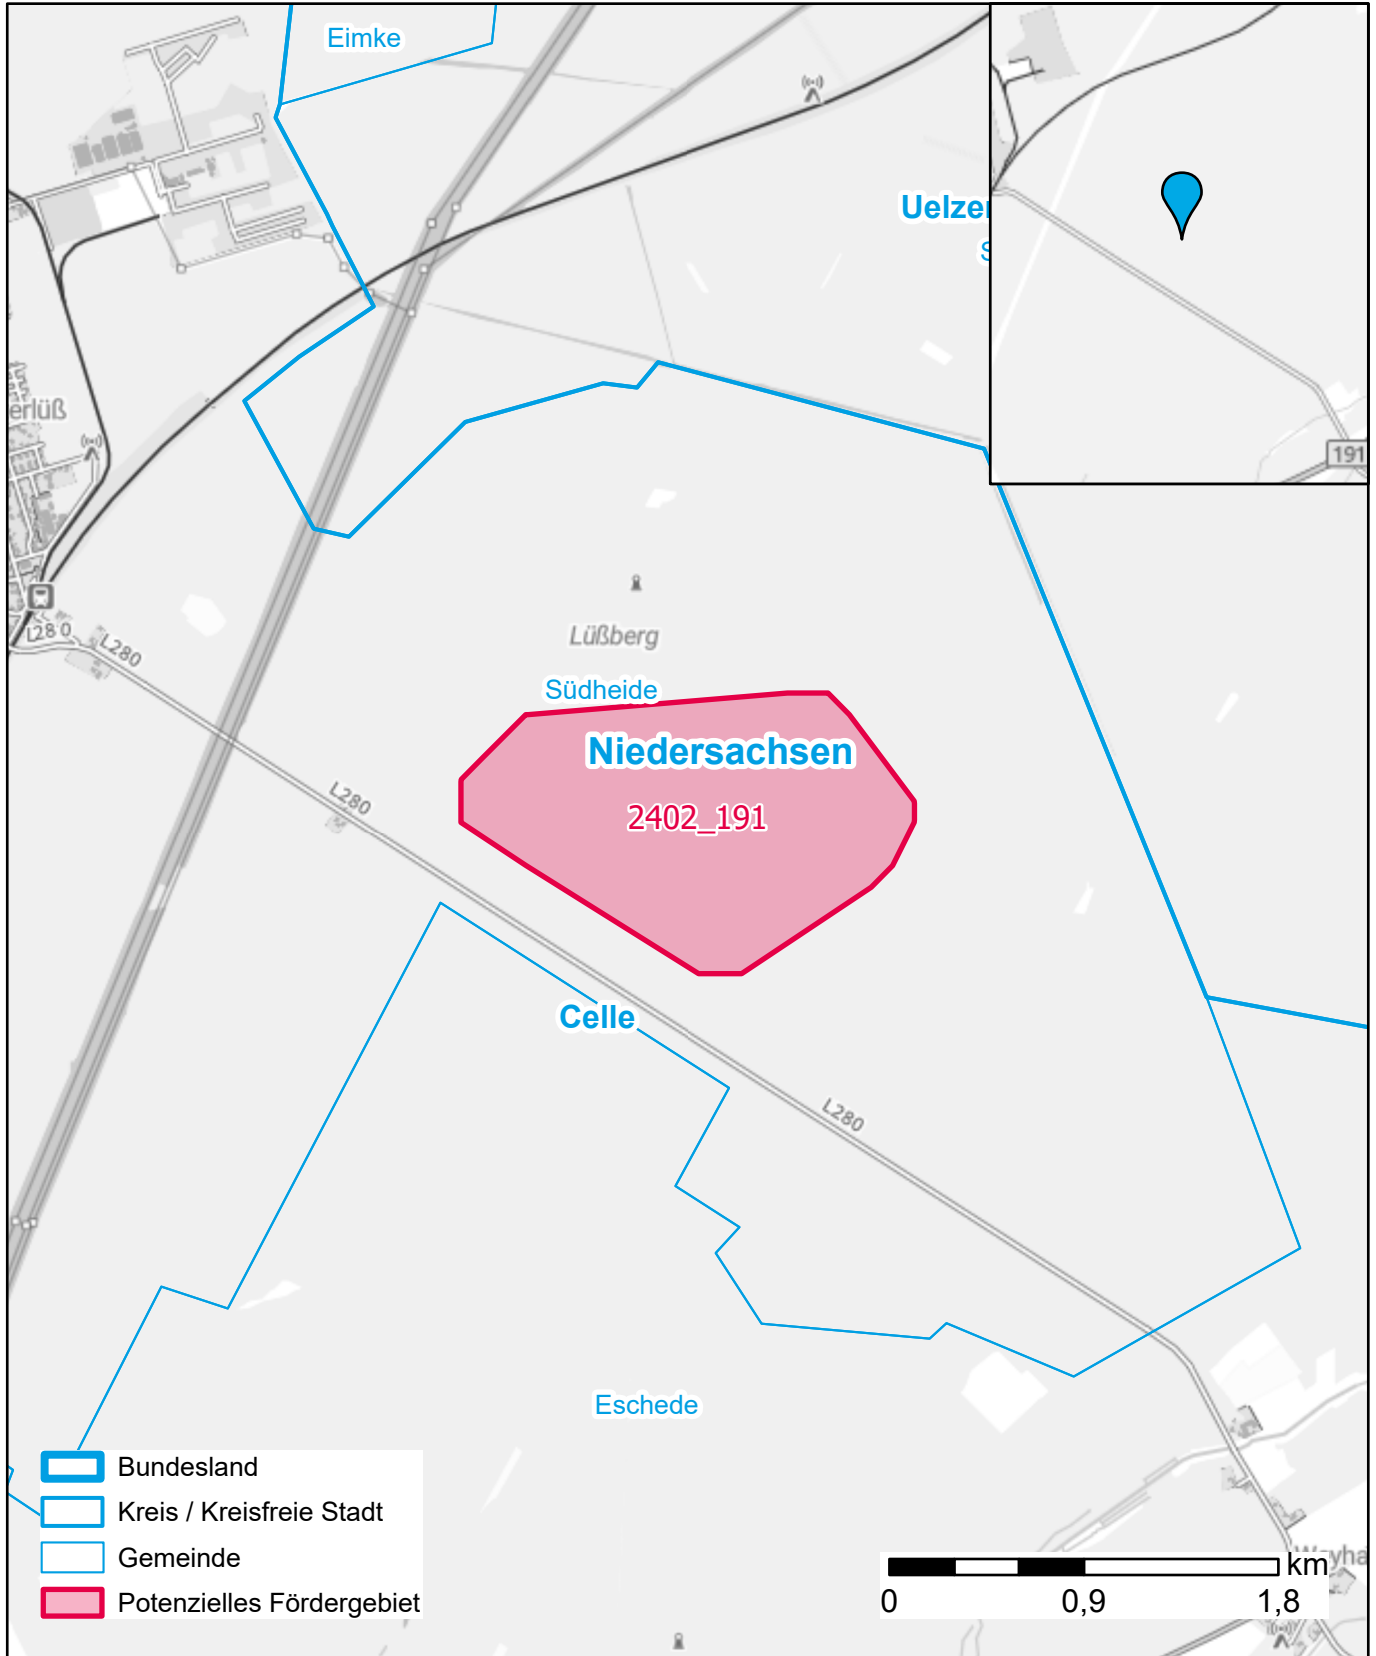 Eimke
Uelzen
191
erlüß
L280
L280
Lüßberg
Südheide
Niedersachsen
2402_191
L280
Celle
L280
Eschede
Bundesland
Kreis / Kreisfreie Stadt
Gemeinde
Potenzielles Fördergebiet
km
0 0,9 1,8